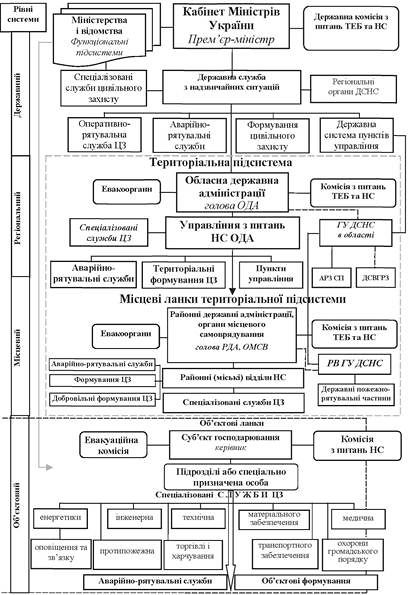 Рівні
системи
Міністерства
і відомства
Функціональні
підсистеми
Кабінет Міністрів
України
Прем’єр-міністр
Державна комісія з
питань ТЕБ та НС
Державний
Спеціалізовані
служби цивільного
захисту
Державна служба
з надзвичайних ситуацій
Регіональні
органи ДСНС
Оперативно-
рятувальна
служба ЦЗ
Аварійно-
рятувальні
служби
Формування
цивільного
захисту
Державна
система пунктів
управління
Регіональний
Територіальна підсистема
Евакооргани
Обласна державна
адміністрації
голова ОДА
Комісія з питань
ТЕБ та НС
Спеціалізовані
служби ЦЗ
Управління з питань
НС ОДА
ГУ ДСНС
в області
АРЗ СП
ДСВГРЗ
Аварійно-
рятувальні служби
Територіальні
формування ЦЗ
Пункти
управління
Місцевий
Місцеві ланки територіальної підсистеми
Евакооргани
Районні державні адміністрації,
органи місцевого
самоврядування
голова РДА, ОМСВ
Комісія з питань
ТЕБ та НС
Аварійно-рятувальні служби
Формування ЦЗ
Добровільні формування ЦЗ
Районні (міські) відділи НС
Спеціалізовані служби ЦЗ
РВ ГУ ДСНС
Державні пожежно-
рятувальні частини
Об’єктовий
Об’єктові ланки
Евакуаційна
комісія
Суб’єкт господарювання
керівник
Комісія
з питань НС
Підрозділі або спеціально
призначена особа
Спеціалізовані С Л У Ж Б И ЦЗ
енергетики
інженерна
технічна
матеріального
забезпечення
медична
оповіщення та
зв’язку
протипожежна
торгівлі і
харчування
транспортного
забезпечення
охорони
громадського
порядку
Аварійно-рятувальні служби
Об’єктові формування